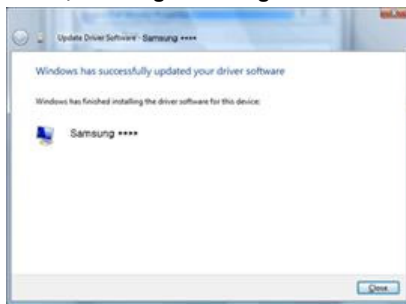 Update Driver Software - Samsung ****
Windows has successfully updated your driver software
Windows has finished installing the driver software for this device:
Samsung ****
Close